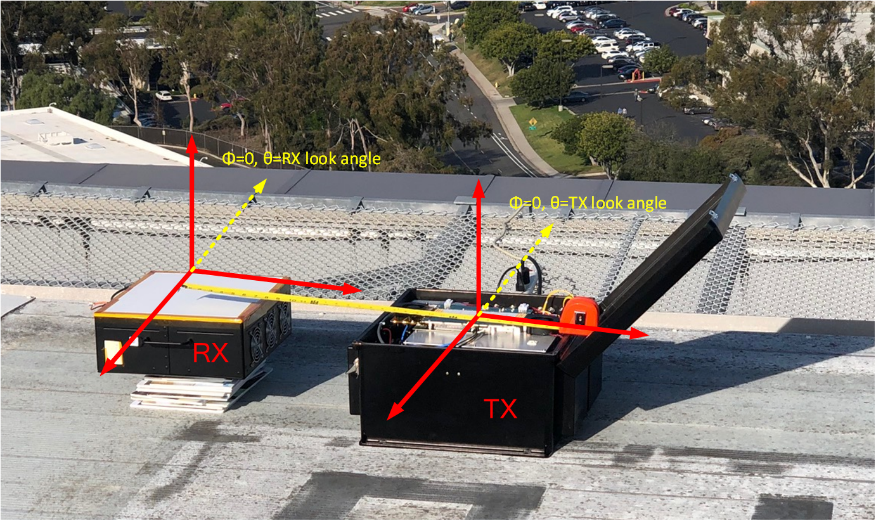 Φ=0, θ=RX look angle
Φ=0, θ=TX look angle
RX
TX